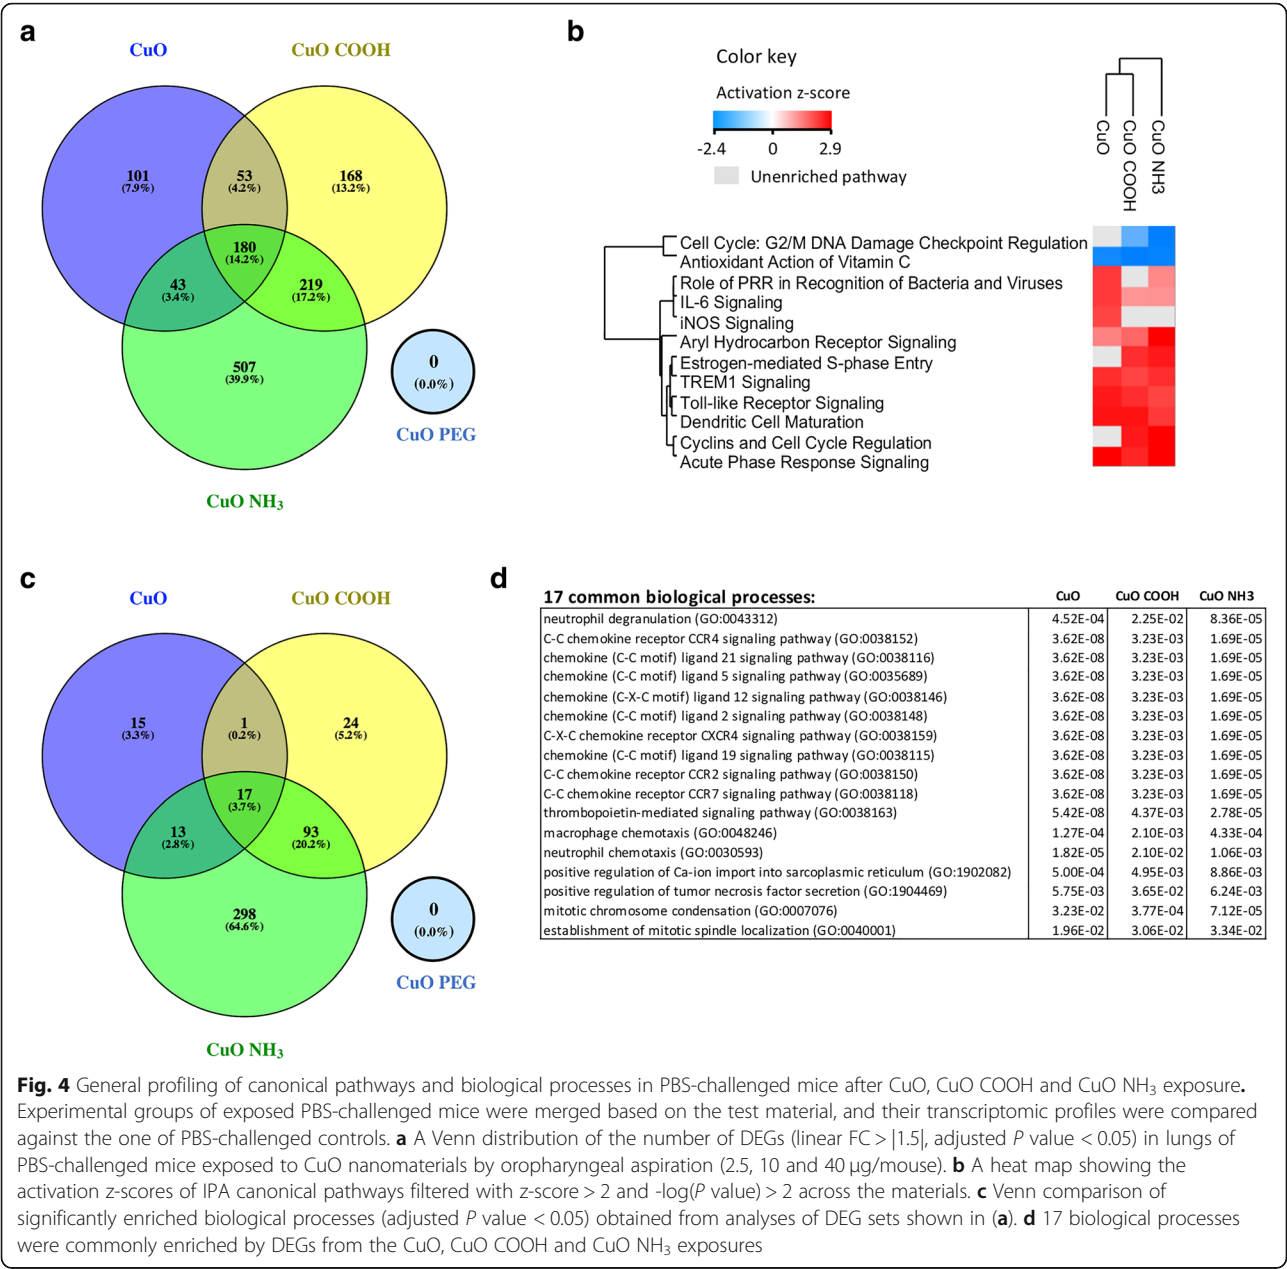 a
CuO
CuO COOH
101
(7.9%)
53
(4.2%)
168
(13.2%)
180
(14.2%)
43
(3.4%)
219
(17.2%)
507
(39.9%)
0
(0.0%)
CuO PEG
CuO NH3
b
Color key
Activation z-score
-2.4 0 2.9
Unenriched pathway
CuO
CuO COOH
CuO NH3
Cell Cycle: G2/M DNA Damage Checkpoint Regulation
Antioxidant Action of Vitamin C
Role of PRR in Recognition of Bacteria and Viruses
IL-6 Signaling
iNOS Signaling
Aryl Hydrocarbon Receptor Signaling
Estrogen-mediated S-phase Entry
TREM1 Signaling
Toll-like Receptor Signaling
Dendritic Cell Maturation
Cyclins and Cell Cycle Regulation
Acute Phase Response Signaling
c
CuO
CuO COOH
15
(3.3%)
1
(0.2%)
24
(5.2%)
17
(3.7%)
13
(2.8%)
93
(20.2%)
298
(64.6%)
0
(0.0%)
CuO PEG
CuO NH3
d
17 common biological processes: CuO CuO COOH CuO NH3
neutrophil degranulation (GO:0043312) 4.52E-04 2.25E-02 8.36E-05
C-C chemokine receptor CCR4 signaling pathway (GO:0038152) 3.62E-08 3.23E-03 1.69E-05
chemokine (C-C motif) ligand 21 signaling pathway (GO:0038116) 3.62E-08 3.23E-03 1.69E-05
chemokine (C-C motif) ligand 5 signaling pathway (GO:0035689) 3.62E-08 3.23E-03 1.69E-05
chemokine (C-X-C motif) ligand 12 signaling pathway (GO:0038146) 3.62E-08 3.23E-03 1.69E-05
chemokine (C-C motif) ligand 2 signaling pathway (GO:0038148) 3.62E-08 3.23E-03 1.69E-05
C-X-C chemokine receptor CXCR4 signaling pathway (GO:0038159) 3.62E-08 3.23E-03 1.69E-05
chemokine (C-C motif) ligand 19 signaling pathway (GO:0038115) 3.62E-08 3.23E-03 1.69E-05
C-C chemokine receptor CCR2 signaling pathway (GO:0038150) 3.62E-08 3.23E-03 1.69E-05
C-C chemokine receptor CCR7 signaling pathway (GO:0038118) 3.62E-08 3.23E-03 1.69E-05
thrombopoietin-mediated signaling pathway (GO:0038163) 5.42E-08 4.37E-03 2.78E-05
macrophage chemotaxis (GO:0048246) 1.27E-04 2.10E-03 4.33E-04
neutrophil chemotaxis (GO:0030593) 1.82E-05 2.10E-02 1.06E-03
positive regulation of Ca-ion import into sarcoplasmic reticulum (GO:1902082) 5.00E-04 4.95E-03 8.86E-03
positive regulation of tumor necrosis factor secretion (GO:1904469) 5.75E-03 3.65E-02 6.24E-03
mitotic chromosome condensation (GO:0007076) 3.23E-02 3.77E-04 7.12E-05
establishment of mitotic spindle localization (GO:0040001) 1.96E-02 3.06E-02 3.34E-02
Fig. 4 General profiling of canonical pathways and biological processes in PBS-challenged mice after CuO, CuO COOH and CuO NH3 exposure.
Experimental groups of exposed PBS-challenged mice were merged based on the test material, and their transcriptomic profiles were compared
against the one of PBS-challenged controls. a A Venn distribution of the number of DEGs (linear FC > |1.5|, adjusted P value < 0.05) in lungs of
PBS-challenged mice exposed to CuO nanomaterials by oropharyngeal aspiration (2.5, 10 and 40 μg/mouse). b A heat map showing the
activation z-scores of IPA canonical pathways filtered with z-score > 2 and -log(P value) > 2 across the materials. c Venn comparison of
significantly enriched biological processes (adjusted P value < 0.05) obtained from analyses of DEG sets shown in (a). d 17 biological processes
were commonly enriched by DEGs from the CuO, CuO COOH and CuO NH3 exposures